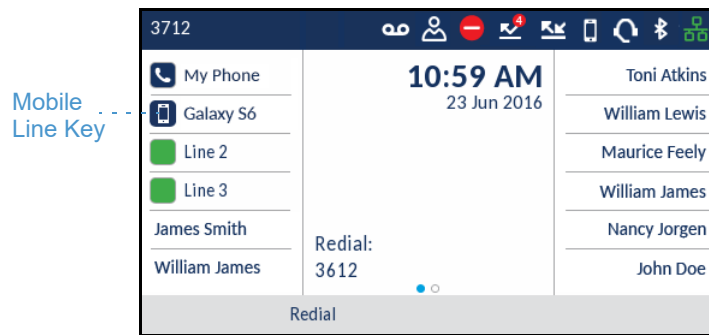 3712
4
Mobile
Line Key
My Phone
Galaxy S6
Line 2
Line 3
James Smith
William James
10:59 AM
23 Jun 2016
Redial:
3612
Toni Atkins
William Lewis
Maurice Feely
William James
Nancy Jorgen
John Doe
Redial